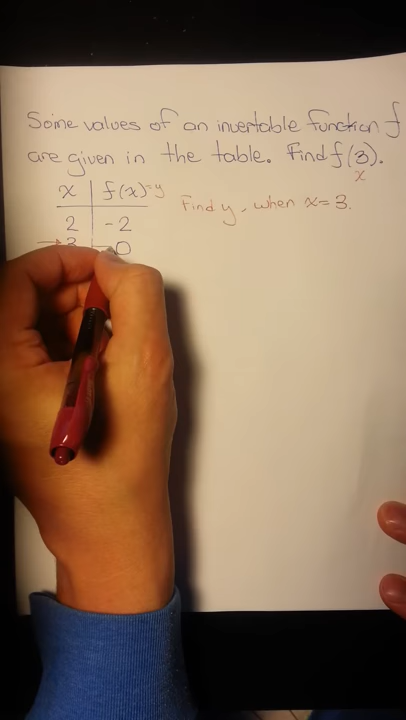 Some values of an invertable function f
are given in the table. Find f(3).
x
x f(x)=y
Find y, when x=3.
2 -2
3 0